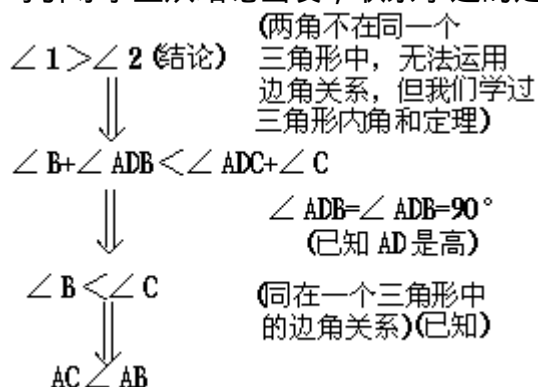 (两角不在同一个
∠1＞∠2 (结论) 三角形中，无法运用
边角关系，但我们学过
三角形内角和定理)
∠B+∠ADB＜∠ADC+∠C
∠ADB=∠ADB=90°
(已知 AD 是高)
∠B＜∠C (同在一个三角形中
的边角关系)(已知)
AC∠AB